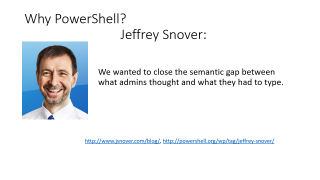 Why PowerShell?
Jeffrey Snover:
We wanted to close the semantic gap between
what admins thought and what they had to type.
http://www.jsnover.com/blog/, http://powershell.org/wp/tag/jeffrey-snover/